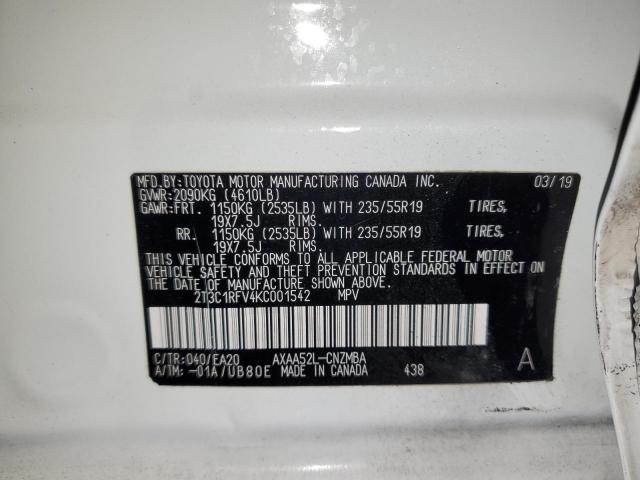 MFD.BY:TOYOTA MOTOR MANUFACTURING CANADA INC. 03/19
GVWR:2090KG (4610LB)
GAWR:FRT. 1150KG (2535LB) WITH 235/55R19 TIRES,
19X7.5J RIMS.
RR. 1150KG (2535LB) WITH 235/55R19 TIRES,
19X7.5J RIMS.
THIS VEHICLE CONFORMS TO ALL APPLICABLE FEDERAL MOTOR
VEHICLE SAFETY AND THEFT PREVENTION STANDARDS IN EFFECT
ON THE DATE OF MANUFACTURE SHOWN ABOVE.
2T3C1RFV4KC001542 MPV
C/TR:040/EA20 AXAA52L-CNZMBA
A/TM:-01A/UB80E MADE IN CANADA 438 A